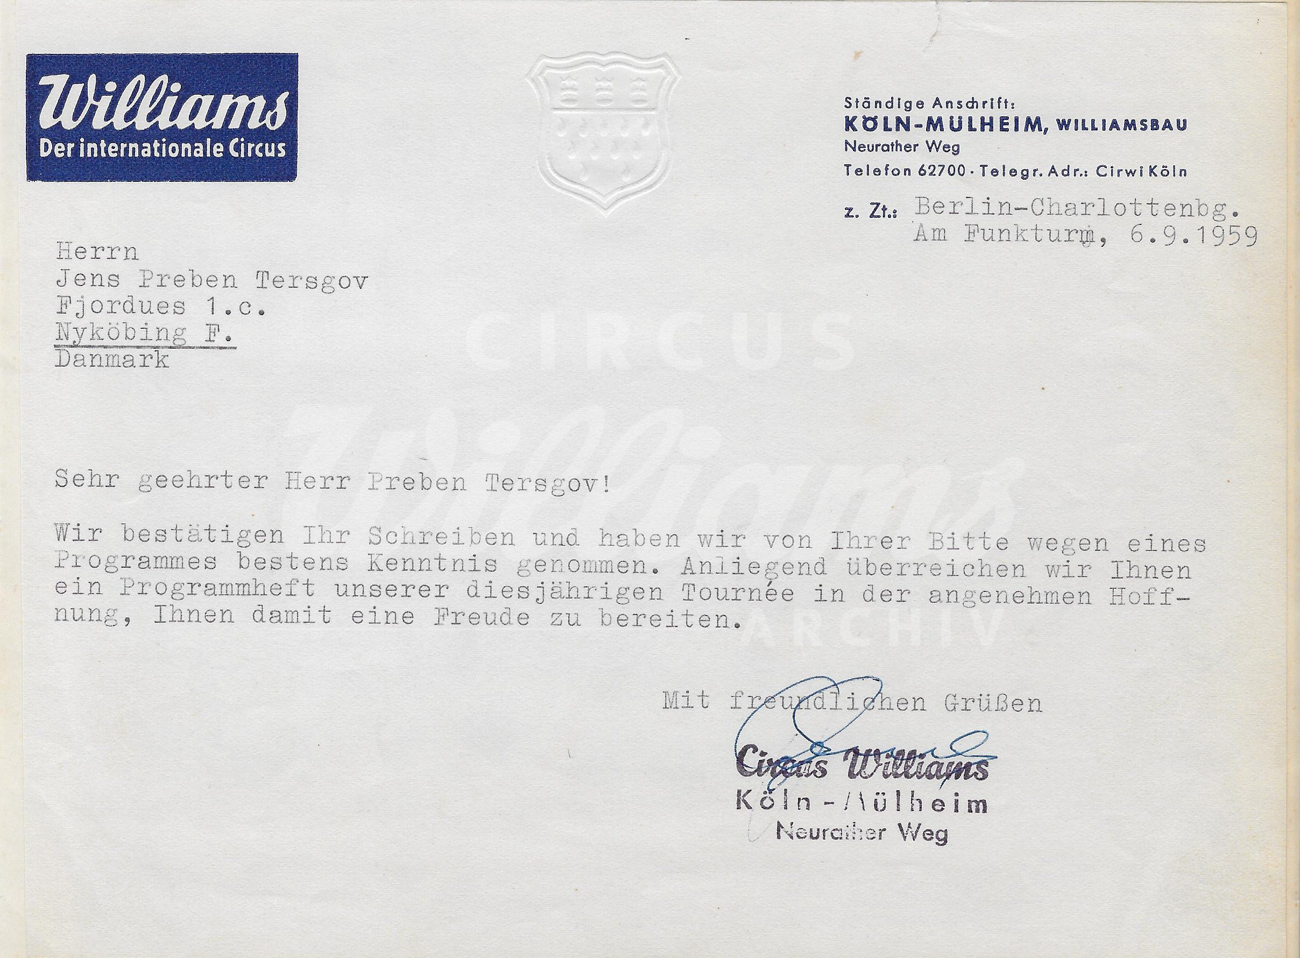 Williams
Der internationale Circus
Ständige Anschrift:
KÖLN-MÜLHEIM, WILLIAMSBAU
Neurather Weg
Telefon 62700 · Telegr. Adr.: Cirwi Köln
z. Zt.: Berlin-Charlottenbg.
Am Funkturm, 6.9.1959
Herrn
Jens Preben Tersgov
Fjordues 1.c.
Nyköbing F.
Danmark
CIRCUS
Williams
ARCHIV
Sehr geehrter Herr Preben Tersgov!
Wir bestätigen Ihr Schreiben und haben wir von Ihrer Bitte wegen eines
Programmes bestens Kenntnis genommen. Anliegend überreichen wir Ihnen
ein Programmheft unserer diesjährigen Tournée in der angenehmen Hoff-
nung, Ihnen damit eine Freude zu bereiten.
Mit freundlichen Grüßen
Circus Williams
Köln-Mülheim
Neurather Weg